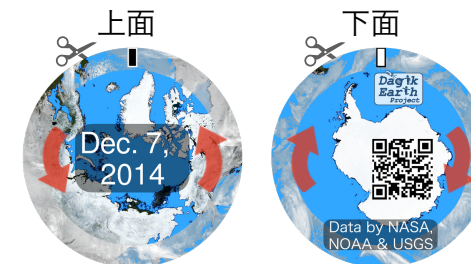 上面
下面
Dec. 7,
2014
Dagik
Earth
Project
Data by NASA,
NOAA & USGS